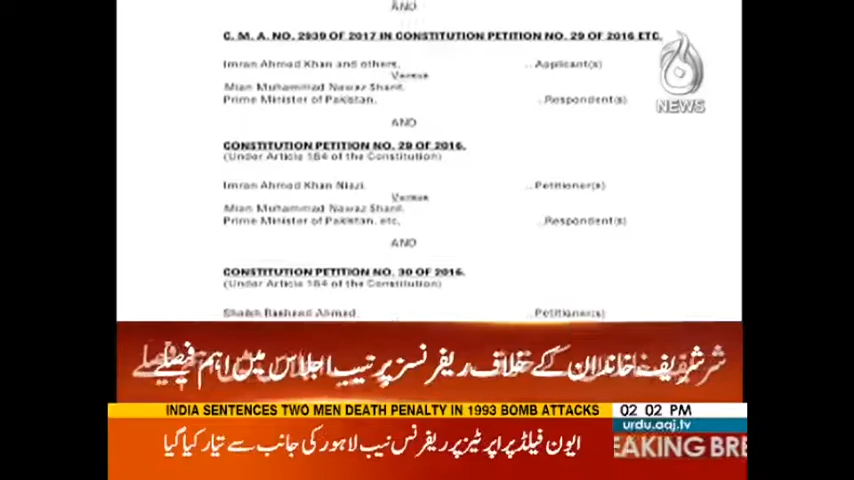 AND
C. M. A. NO. 2939 OF 2017 IN CONSTITUTION PETITION NO. 29 OF 2016 ETC.
Imran Ahmed Khan and others. ..Applicant(s)
Versus
Mian Muhammad Nawaz Sharif,
Prime Minister of Pakistan. ..Respondent(s)
AND
CONSTITUTION PETITION NO. 29 OF 2016.
(Under Article 184 of the Constitution)
Imran Ahmed Khan Niazi. ..Petitioner(s)
Versus
Mian Muhammad Nawaz Sharif,
Prime Minister of Pakistan, etc. ..Respondent(s)
AND
CONSTITUTION PETITION NO. 30 OF 2016.
(Under Article 184 of the Constitution)
Sheikh Rasheed Ahmed. ..Petitioner(s)
NEWS
شریف خاندان کے خلاف ریفرنسز پر نیب اجلاس میں اہم فیصلے
INDIA SENTENCES TWO MEN DEATH PENALTY IN 1993 BOMB ATTACKS
02 02 PM
urdu.aaj.tv
ایون فیلڈ پراپرٹیز پر ریفرنس نیب لاہور کی جانب سے تیار کیا گیا
EAKING BRE